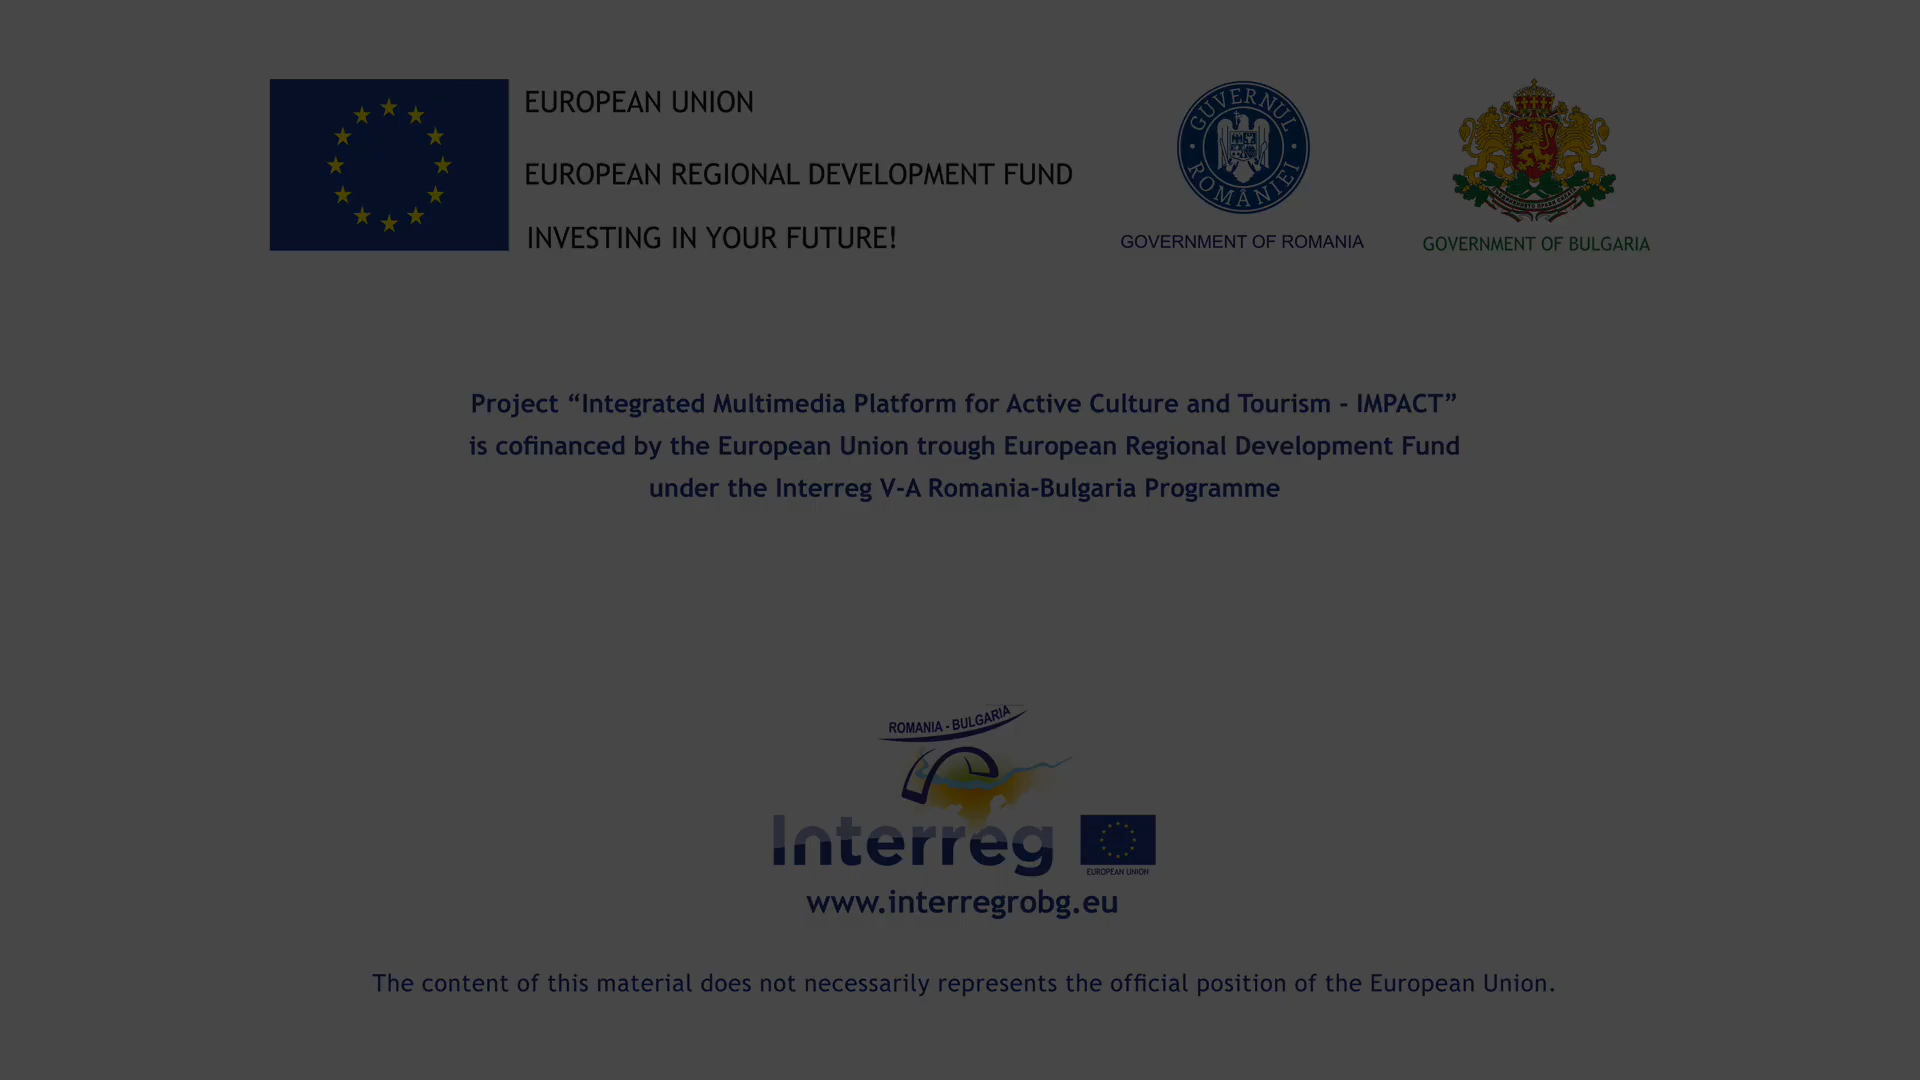 EUROPEAN UNION
EUROPEAN REGIONAL DEVELOPMENT FUND
INVESTING IN YOUR FUTURE!
GUVERNUL ROMÂNIEI
GOVERNMENT OF ROMANIA
GOVERNMENT OF BULGARIA
Project “Integrated Multimedia Platform for Active Culture and Tourism - IMPACT”
is cofinanced by the European Union trough European Regional Development Fund
under the Interreg V-A Romania-Bulgaria Programme
ROMANIA - BULGARIA
Interreg
EUROPEAN UNION
www.interregrobg.eu
The content of this material does not necessarily represents the official position of the European Union.